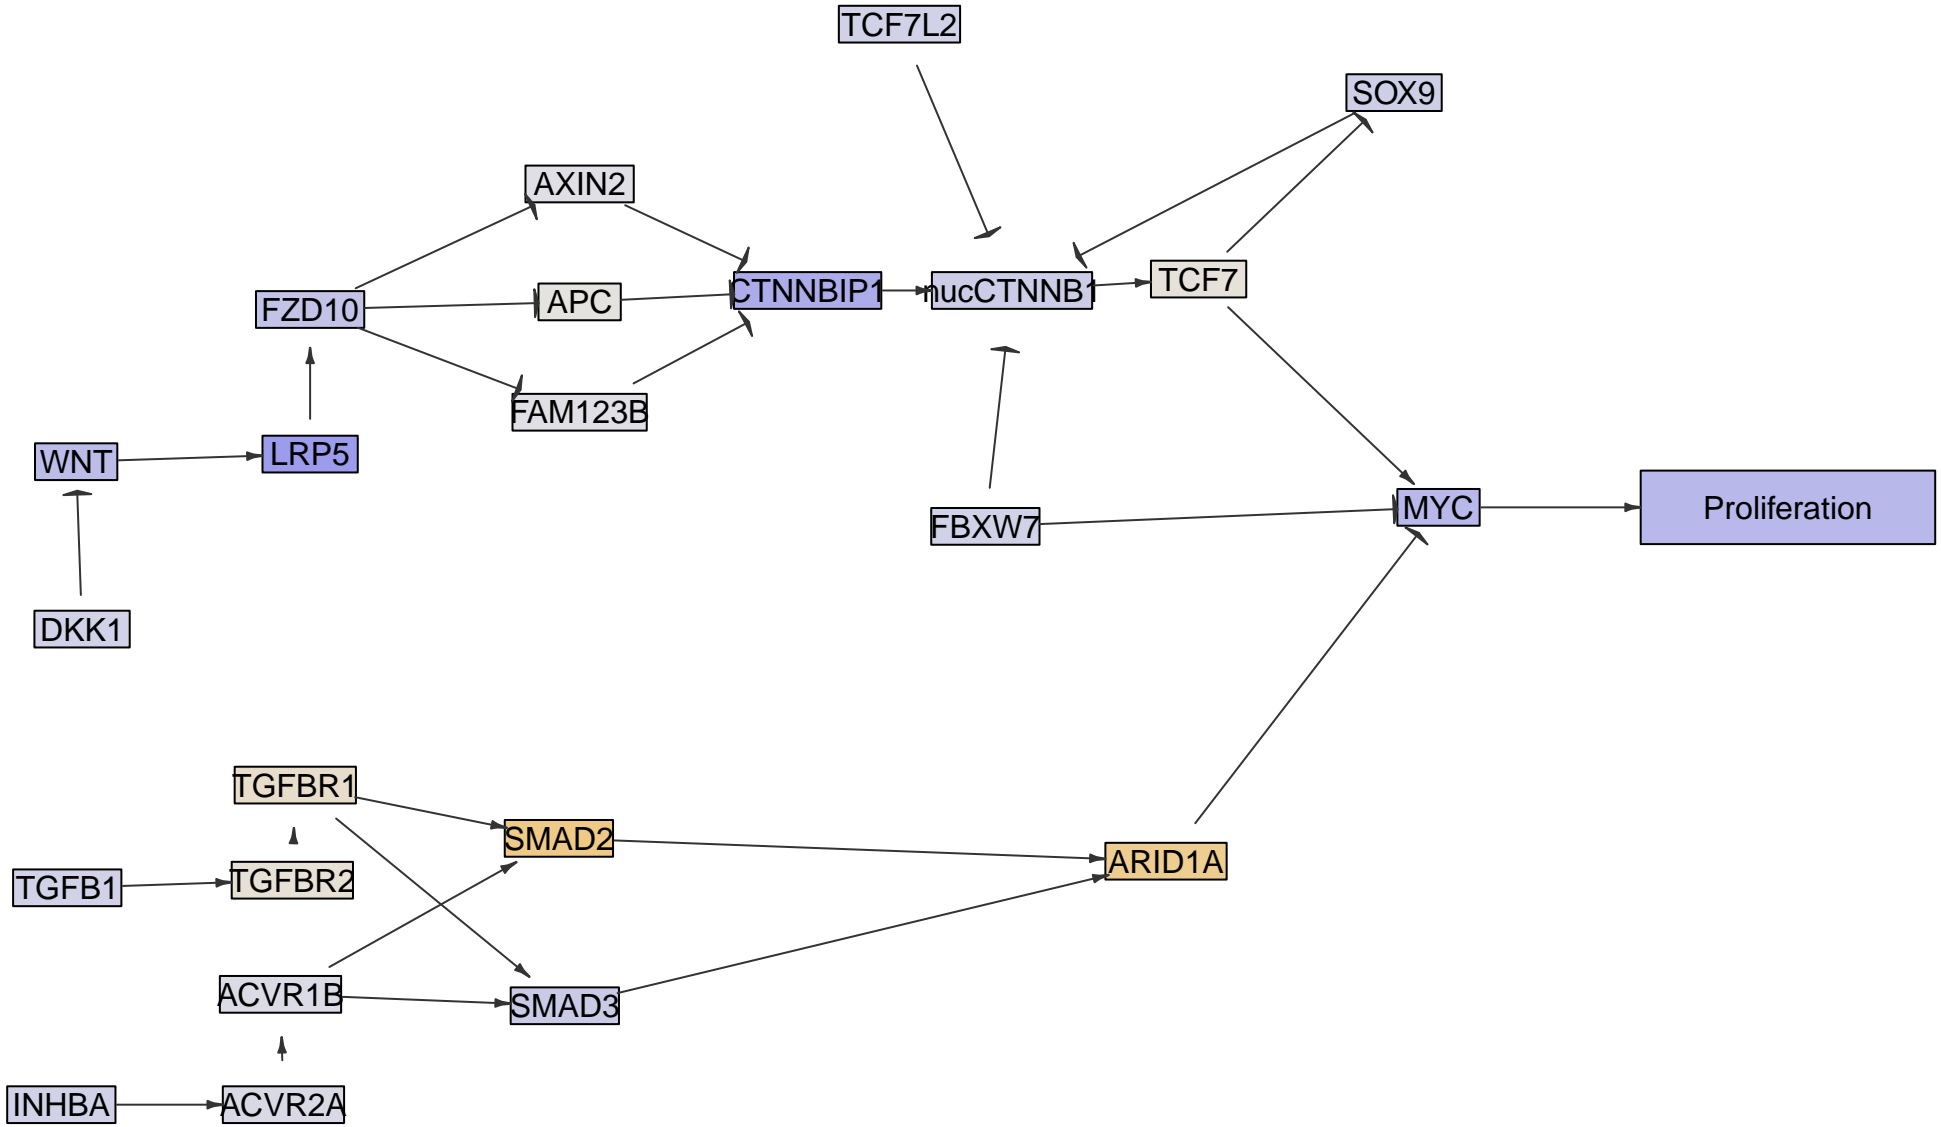 TCF7L2
SOX9
AXIN2
TCF7
CTNNBIP1
nucCTNNB1
APC
FZD10
FAM123B
LRP5
WNT
MYC
Proliferation
FBXW7
DKK1
TGFBR1
SMAD2
ARID1A
TGFBR2
TGFB1
ACVR1B
SMAD3
INHBA
ACVR2A